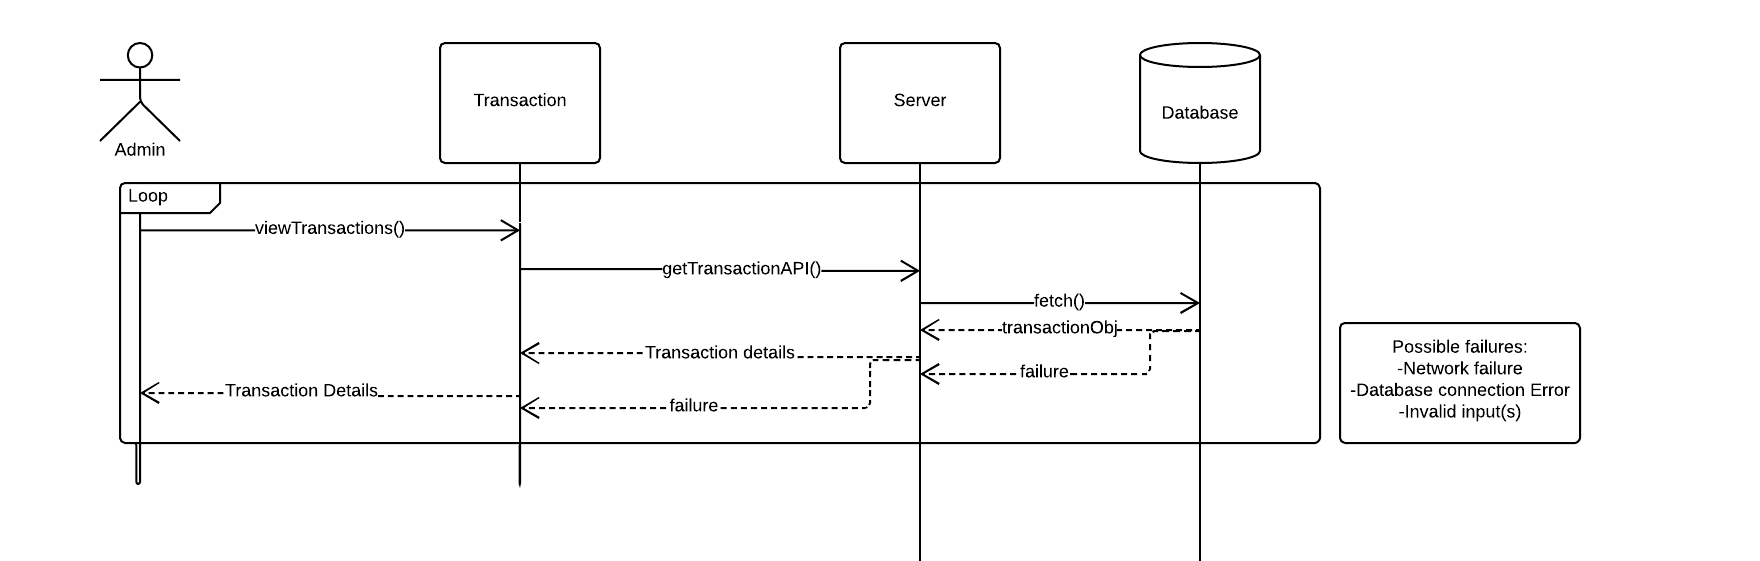 Admin
Transaction
Server
Database
Loop
viewTransactions()
getTransactionAPI()
fetch()
transactionObj
Transaction details
failure
Transaction Details
failure
Possible failures:
-Network failure
-Database connection Error
-Invalid input(s)